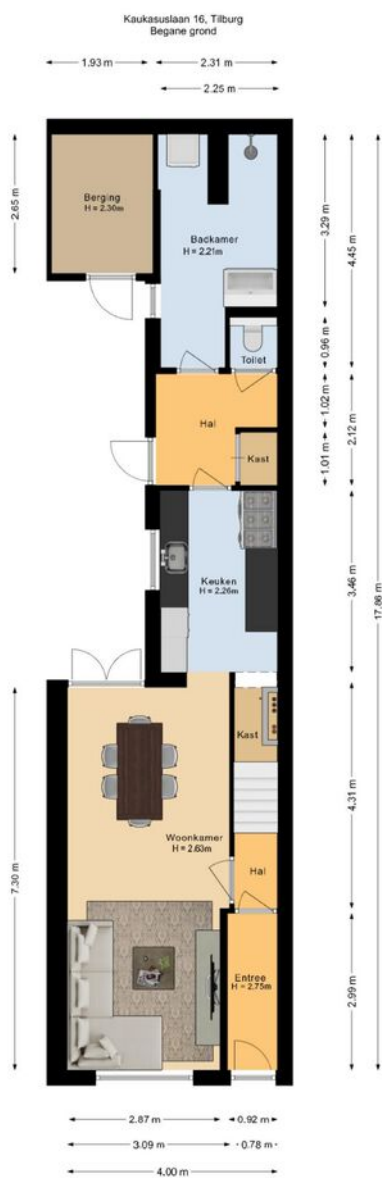 Kaukasuslaan 16, Tilburg
Begane grond
1.93 m
2.31 m
2.25 m
2.65 m
3.29 m
4.45 m
Berging
H = 2.30m
Badkamer
H = 2.21m
0.96 m
Toilet
1.02 m
2.12 m
Hal
Kast
1.01 m
Keuken
H = 2.26m
3.46 m
17.86 m
Kast
4.31 m
7.30 m
Woonkamer
H = 2.63m
Hal
Entree
H = 2.75m
2.99 m
2.87 m
0.92 m
3.09 m
0.78 m
4.00 m